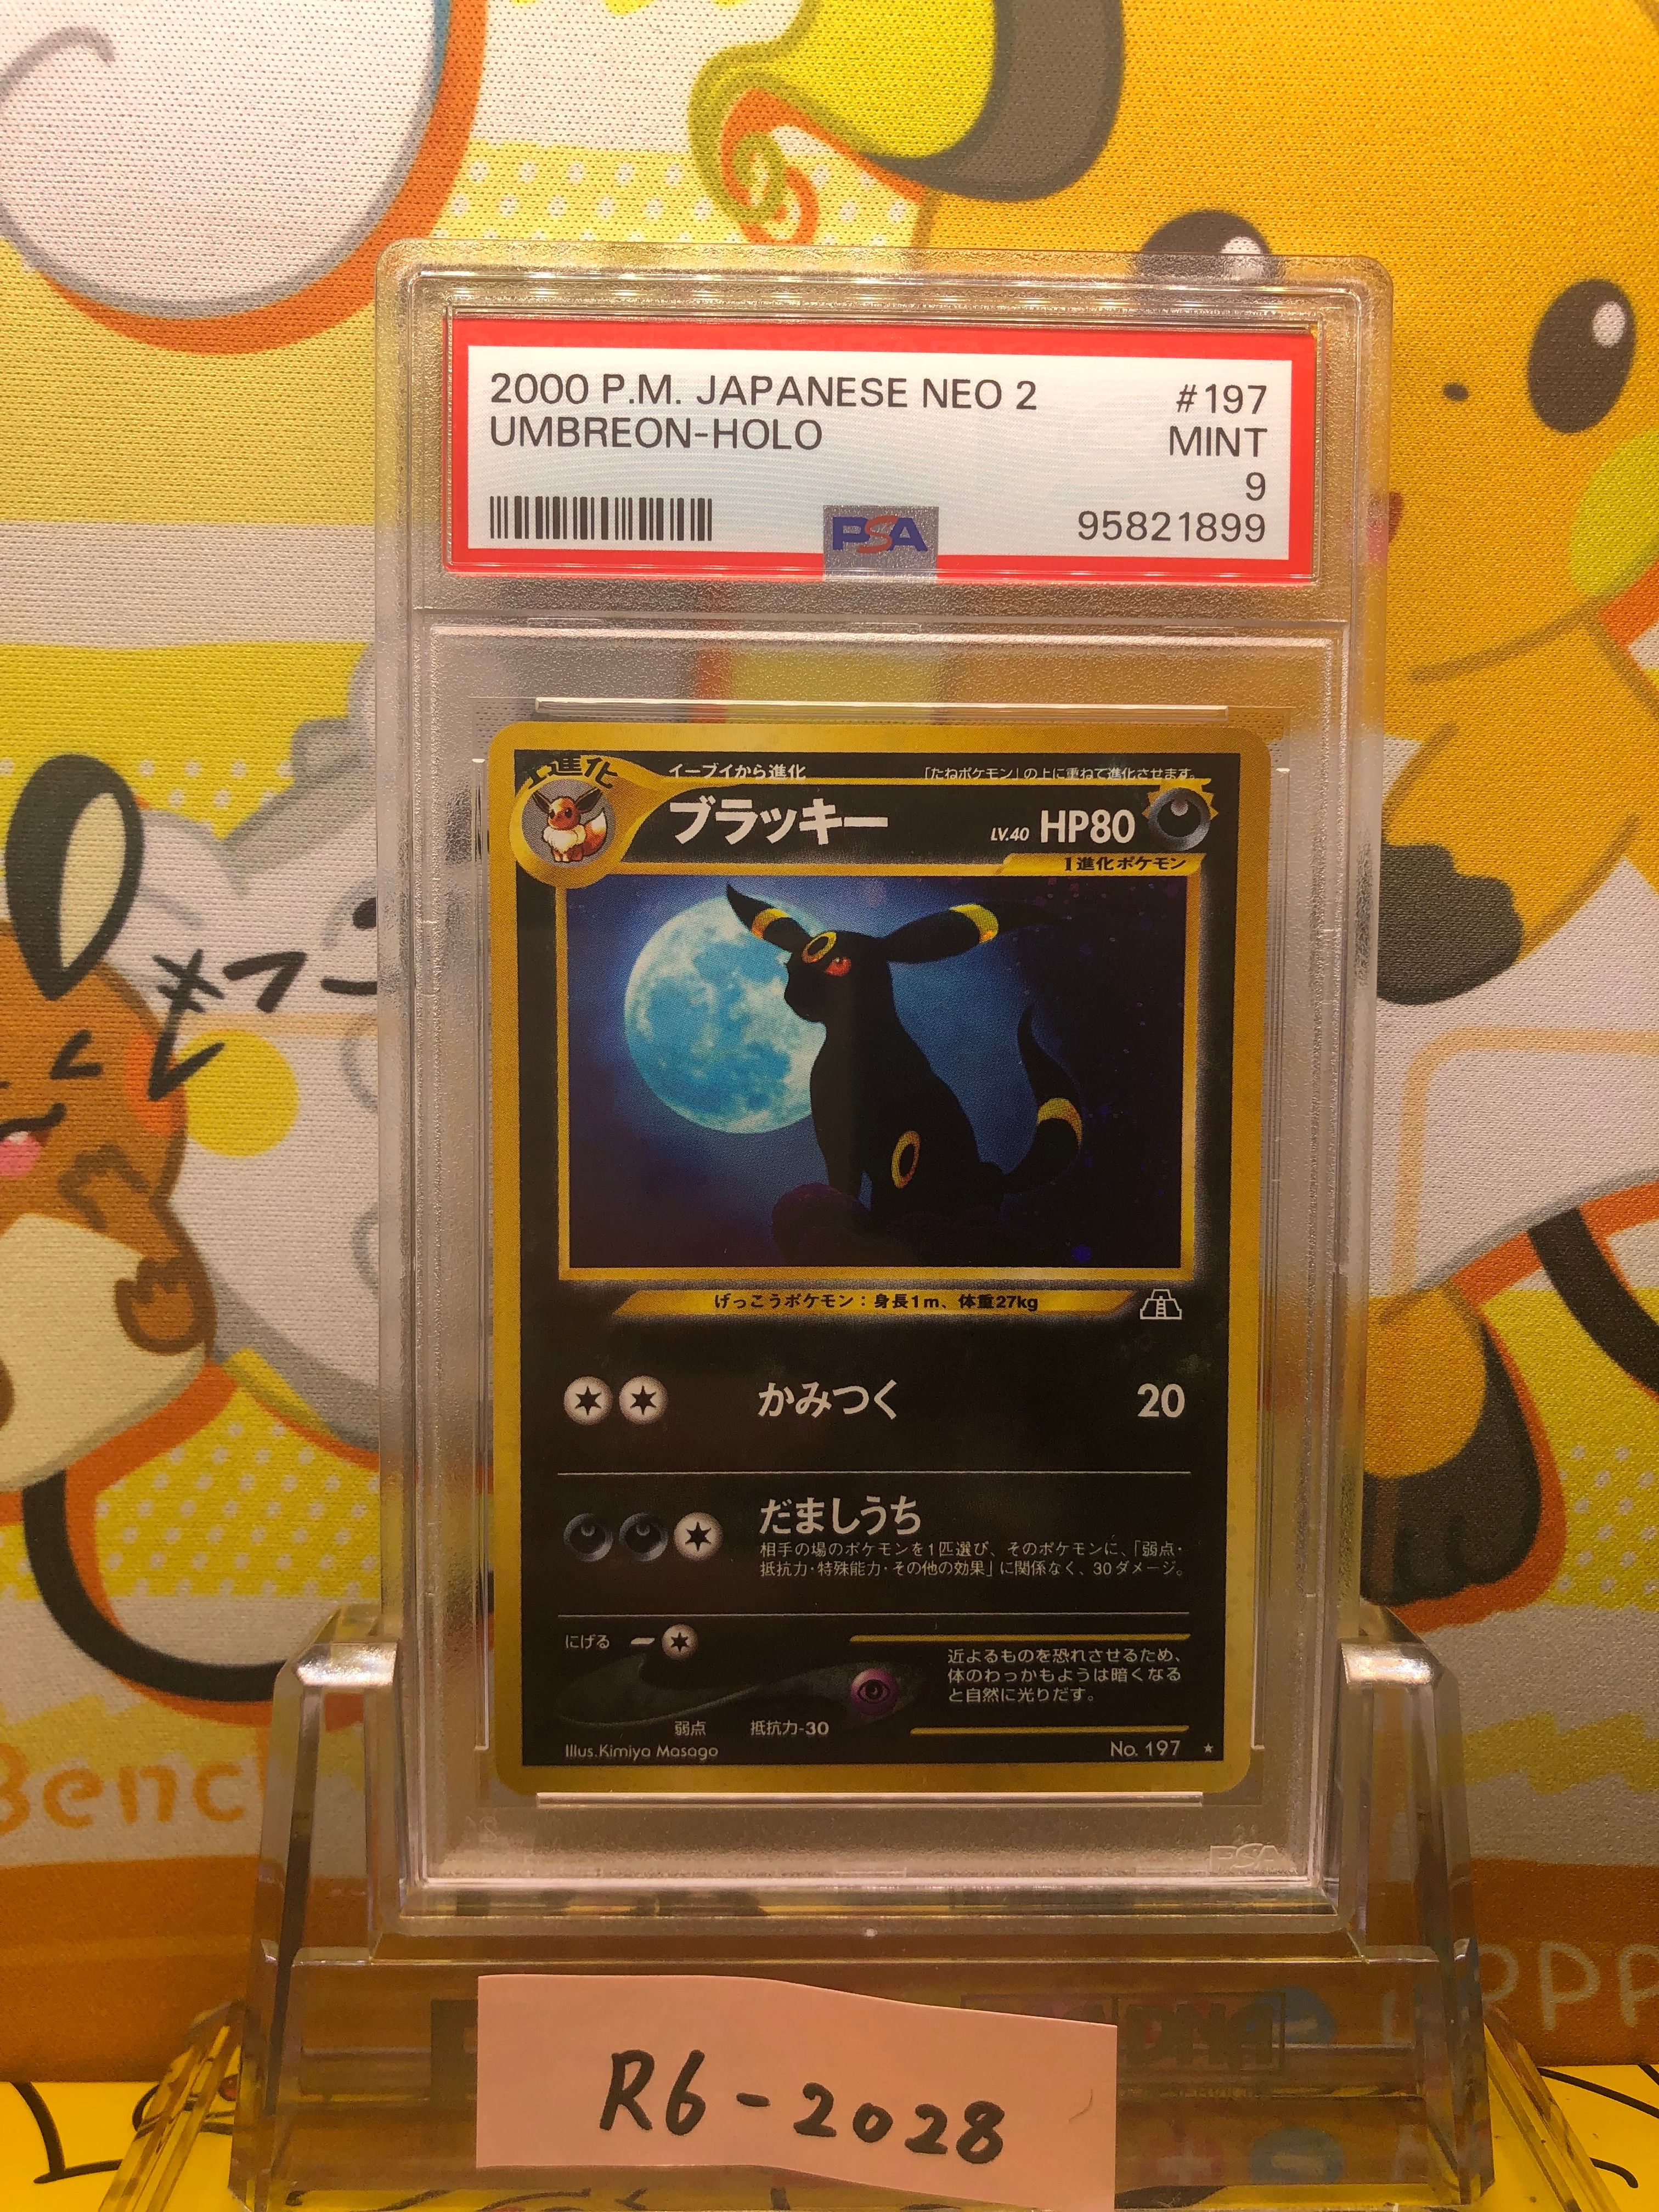 2000 P.M. JAPANESE NEO 2 #197
UMBREON-HOLO MINT
9
PSA 95821899
1進化 イーブイから進化 「たねポケモン」の上に重ねて進化させます。
ブラッキー LV.40 HP80
1進化ポケモン
げっこうポケモン：身長1m、体重27kg
かみつく 20
だましうち
相手の場のポケモンを1匹選び、そのポケモンに、「弱点・
抵抗力・特殊能力・その他の効果」に関係なく、30ダメージ。
にげる
近よるものを恐れさせるため、
体のわっかもようは暗くなる
と自然に光りだす。
弱点 抵抗力-30
Illus.Kimiya Masago No. 197 ★
PSA
R6-2028